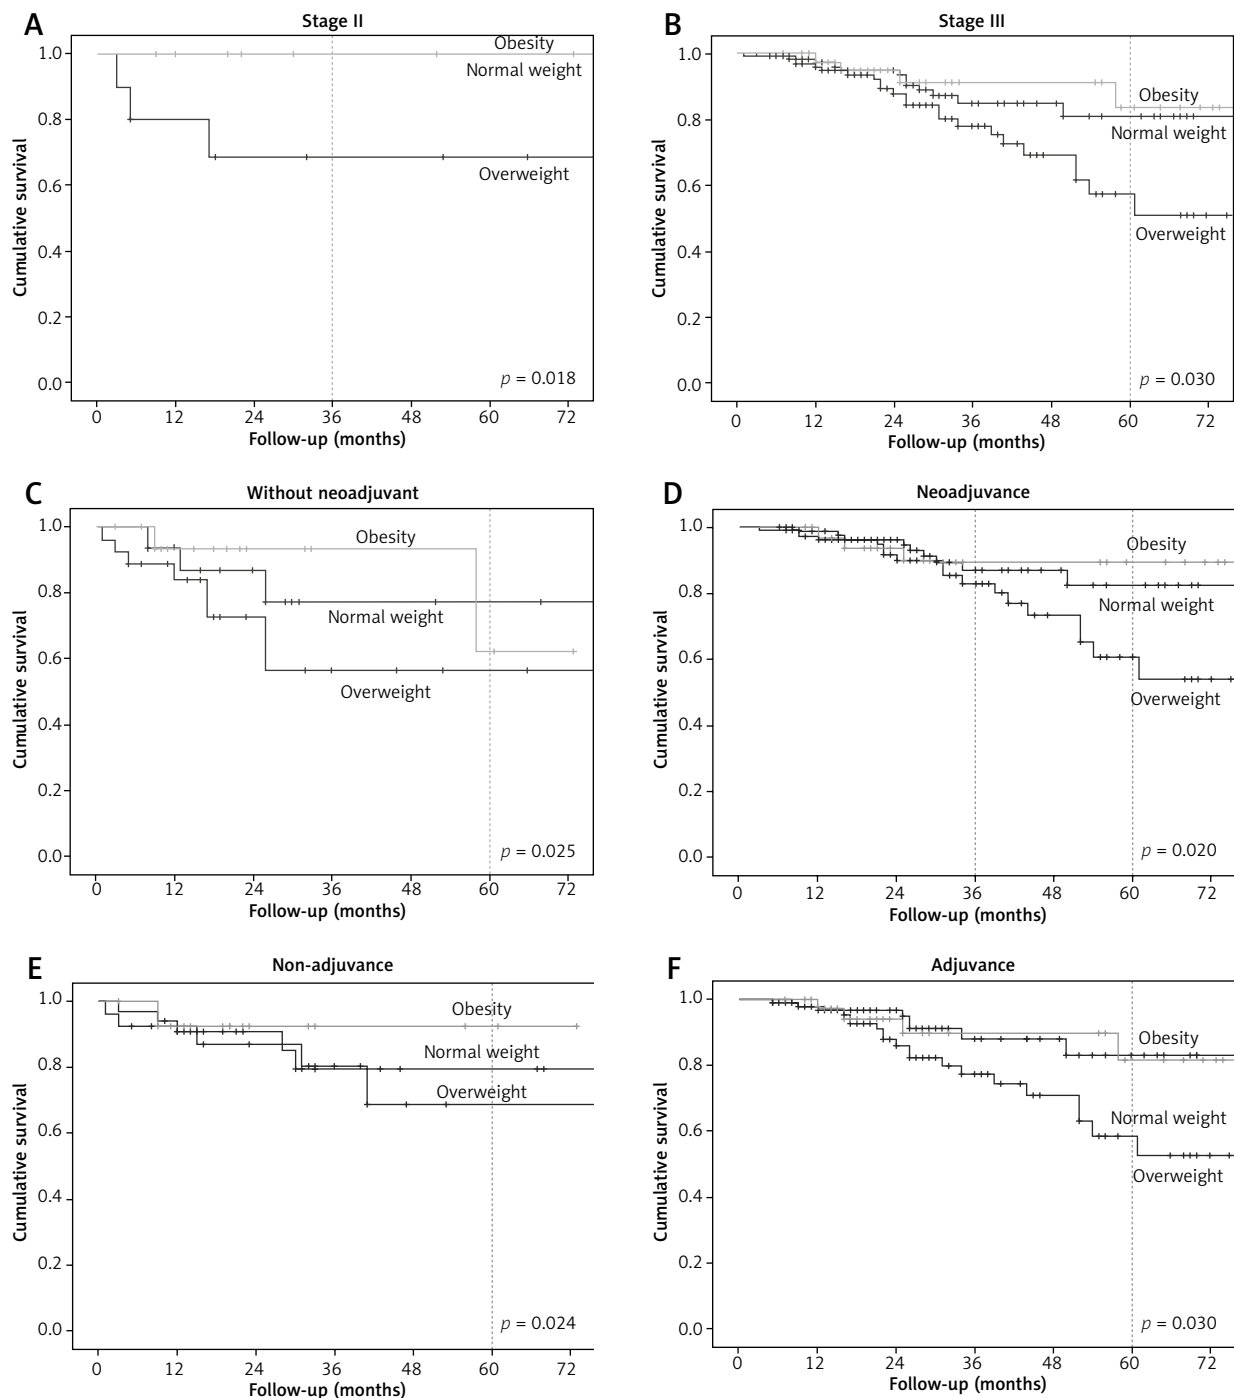 A
Stage II
Cumulative survival
1.0
0.8
0.6
0.4
0.2
0.0
Obesity
Normal weight
Overweight
p = 0.018
0 12 24 36 48 60 72
Follow-up (months)
B
Stage III
Cumulative survival
1.0
0.8
0.6
0.4
0.2
0.0
Obesity
Normal weight
Overweight
p = 0.030
0 12 24 36 48 60 72
Follow-up (months)
C
Without neoadjuvant
Cumulative survival
1.0
0.8
0.6
0.4
0.2
0.0
Obesity
Normal weight
Overweight
p = 0.025
0 12 24 36 48 60 72
Follow-up (months)
D
Neoadjuvance
Cumulative survival
1.0
0.8
0.6
0.4
0.2
0.0
Obesity
Normal weight
Overweight
p = 0.020
0 12 24 36 48 60 72
Follow-up (months)
E
Non-adjuvance
Cumulative survival
1.0
0.8
0.6
0.4
0.2
0.0
Obesity
Normal weight
Overweight
p = 0.024
0 12 24 36 48 60 72
Follow-up (months)
F
Adjuvance
Cumulative survival
1.0
0.8
0.6
0.4
0.2
0.0
Obesity
Normal weight
Overweight
p = 0.030
0 12 24 36 48 60 72
Follow-up (months)